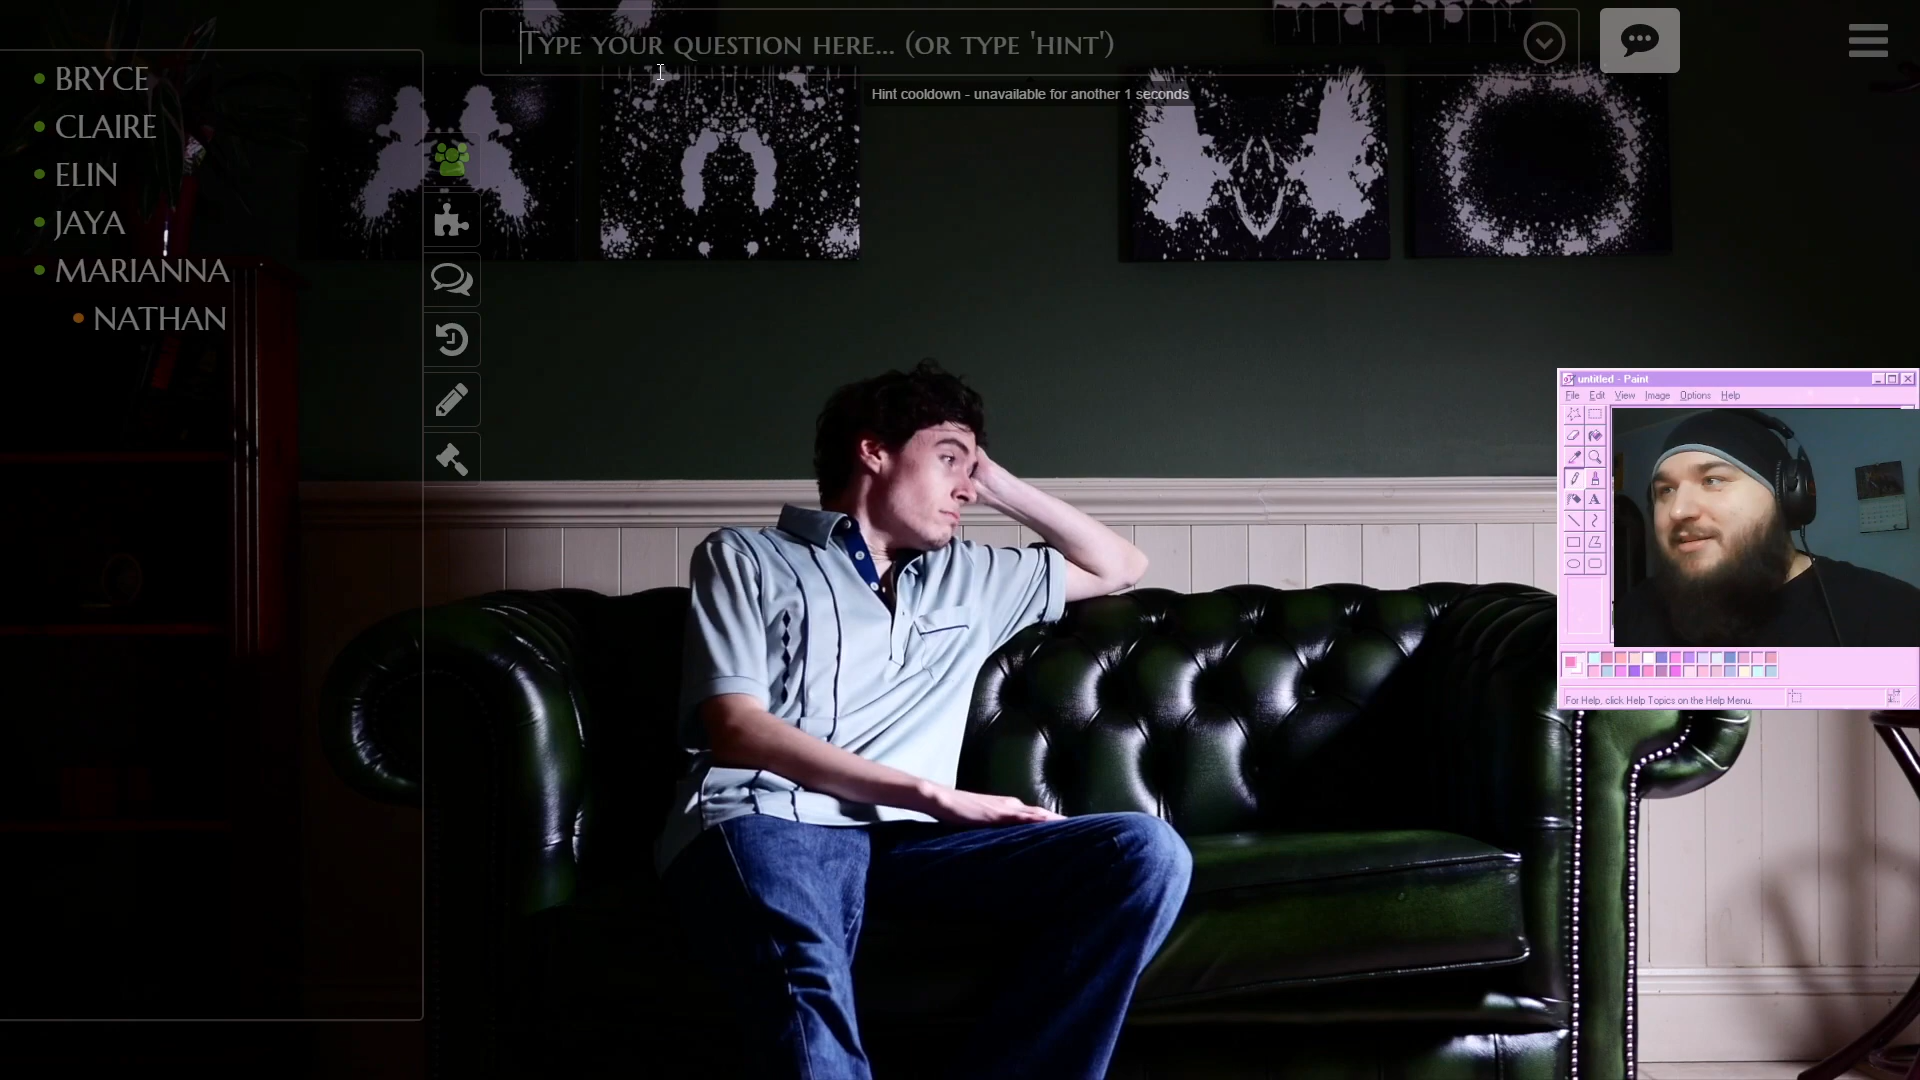 Type your question here... (or type 'hint')
Hint cooldown - unavailable for another 1 seconds
BRYCE
CLAIRE
ELIN
JAYA
MARIANNA
NATHAN
untitled - Paint
File Edit View Image Options Help
A
For Help, click Help Topics on the Help Menu.